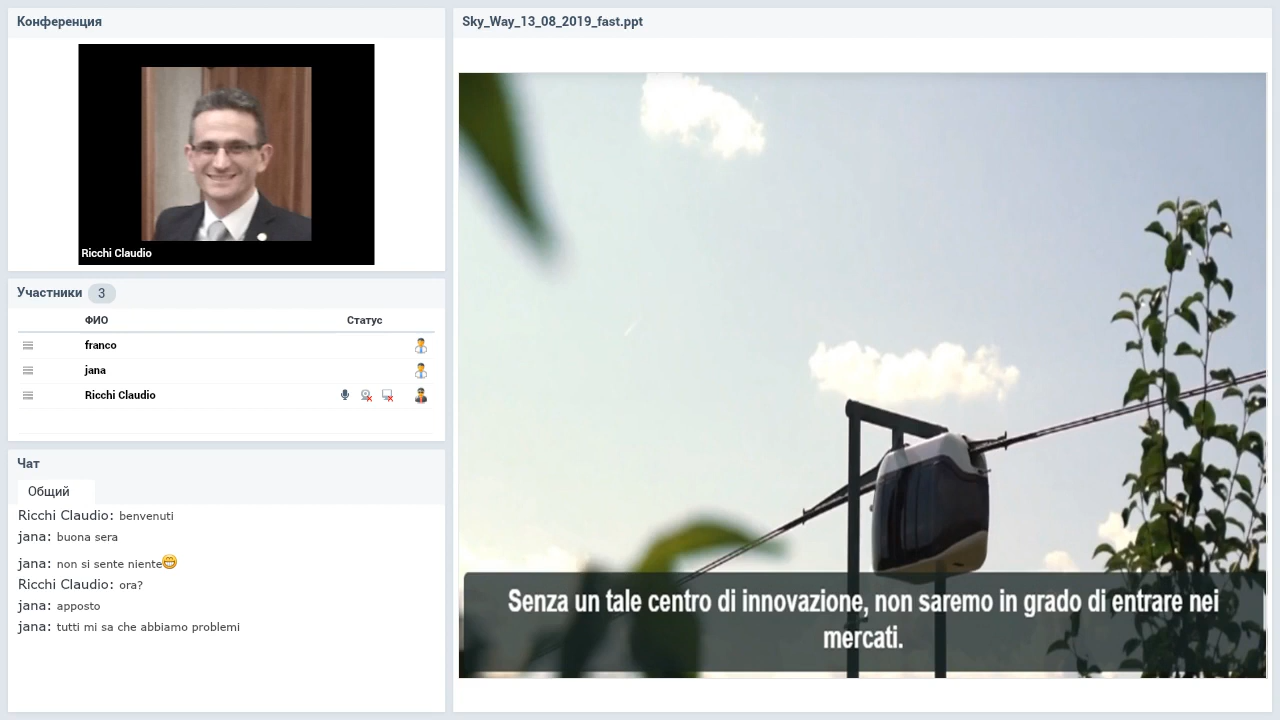 Конференция
Ricchi Claudio
Участники 3
ФИО Статус
franco
jana
Ricchi Claudio
Чат
Общий
Ricchi Claudio: benvenuti
jana: buona sera
jana: non si sente niente
Ricchi Claudio: ora?
jana: apposto
jana: tutti mi sa che abbiamo problemi
Sky_Way_13_08_2019_fast.ppt
Senza un tale centro di innovazione, non saremo in grado di entrare nei
mercati.